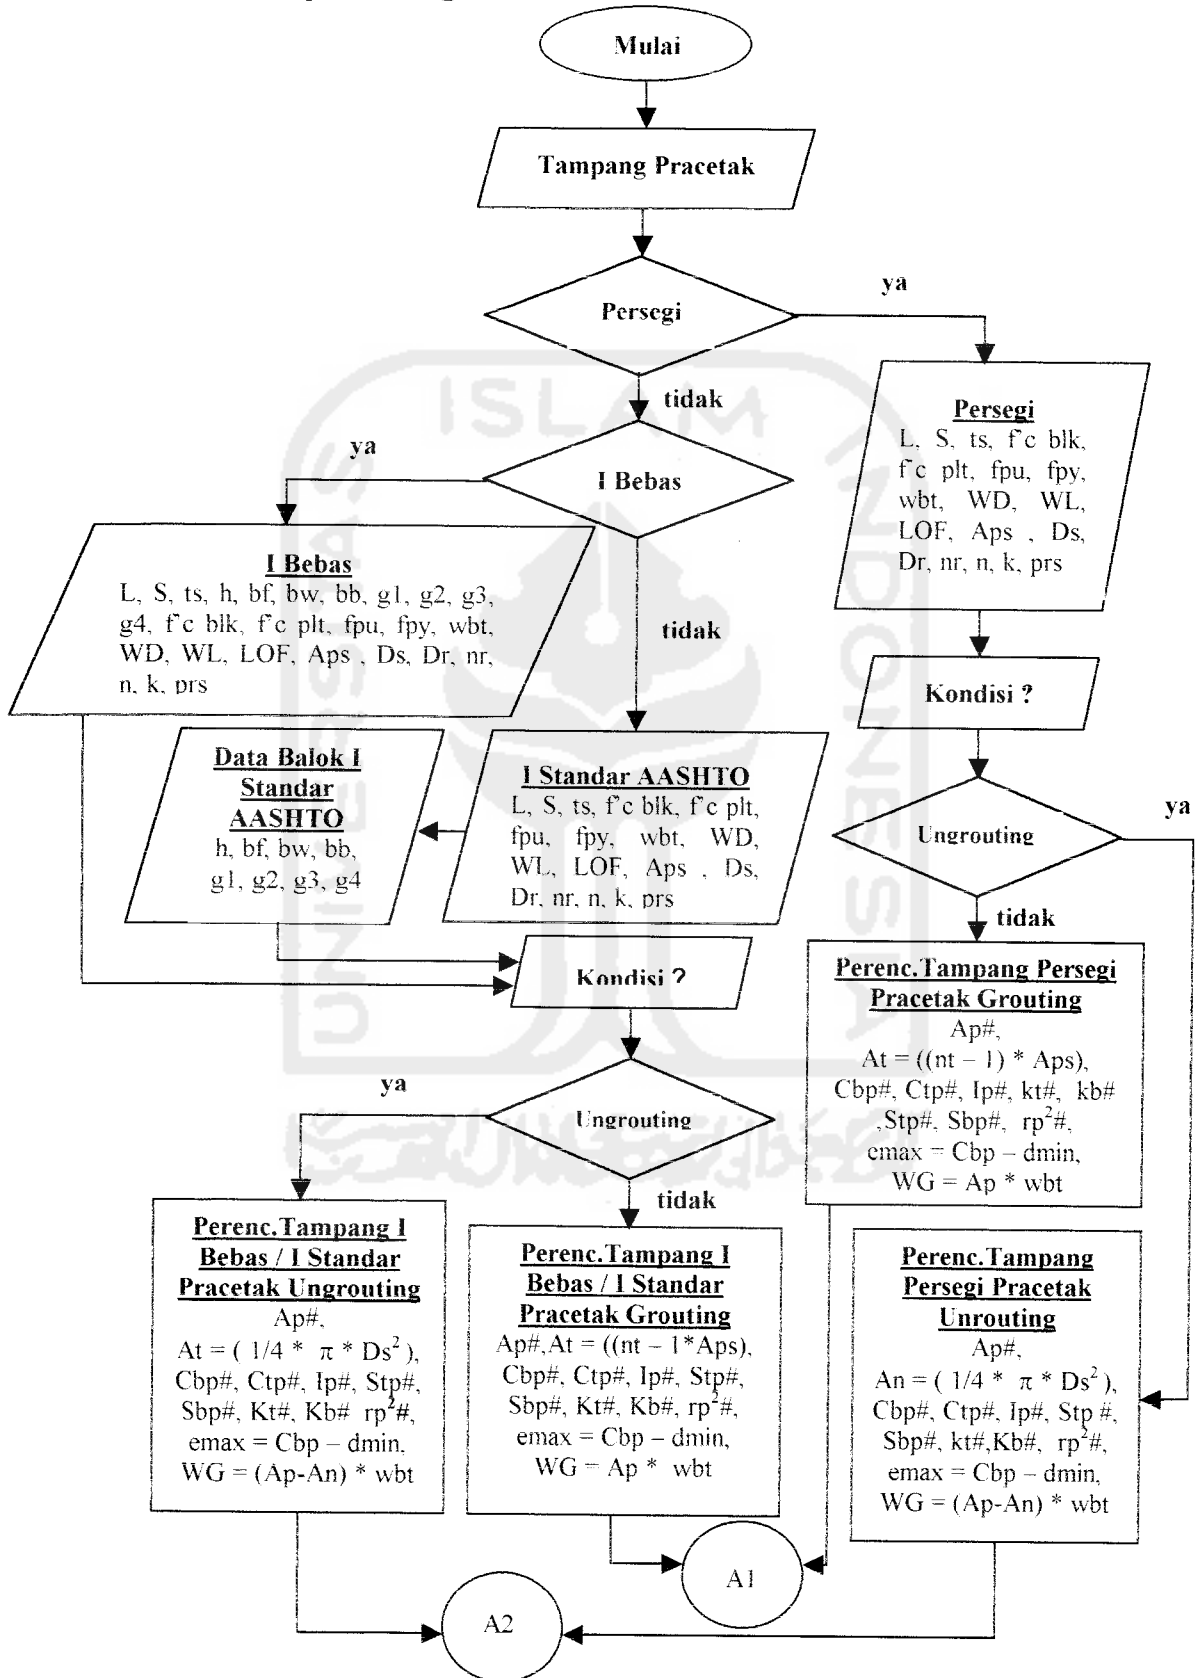 Mulai
Tampang Pracetak
Persegi
ya
tidak
Persegi
L, S, ts, f'c blk,
f'c plt, fpu, fpy,
wbt, WD, WL,
LOF, Aps , Ds,
Dr, nr, n, k, prs
ya
I Bebas
I Bebas
L, S, ts, h, bf, bw, bb, g1, g2, g3,
g4, f'c blk, f'c plt, fpu, fpy, wbt,
WD, WL, LOF, Aps , Ds, Dr, nr,
n, k, prs
tidak
Kondisi ?
Data Balok I
Standar
AASHTO
h, bf, bw, bb,
g1, g2, g3, g4
I Standar AASHTO
L, S, ts, f'c blk, f'c plt,
fpu, fpy, wbt, WD,
WL, LOF, Aps , Ds,
Dr, nr, n, k, prs
Ungrouting
ya
tidak
Kondisi ?
Perenc.Tampang Persegi
Pracetak Grouting
Ap#,
At = ((nt – 1) * Aps),
Cbp#, Ctp#, Ip#, kt#, kb#
,Stp#, Sbp#, rp²#,
emax = Cbp – dmin,
WG = Ap * wbt
ya
Ungrouting
tidak
Perenc.Tampang I
Bebas / I Standar
Pracetak Ungrouting
Ap#,
At = ( 1/4 * π * Ds² ),
Cbp#, Ctp#, Ip#, Stp#,
Sbp#, Kt#, Kb# rp²#,
emax = Cbp – dmin,
WG = (Ap-An) * wbt
Perenc.Tampang I
Bebas / I Standar
Pracetak Grouting
Ap#,At = ((nt – 1*Aps),
Cbp#, Ctp#, Ip#, Stp#,
Sbp#, Kt#, Kb#, rp²#,
emax = Cbp – dmin,
WG = Ap * wbt
Perenc.Tampang
Persegi Pracetak
Unrouting
Ap#,
An = ( 1/4 * π * Ds² ),
Cbp#, Ctp#, Ip#, Stp #,
Sbp#, kt#,Kb#, rp²#,
emax = Cbp – dmin,
WG = (Ap-An) * wbt
A1
A2
UNIVERSITAS
ISLAM
INDONESIA